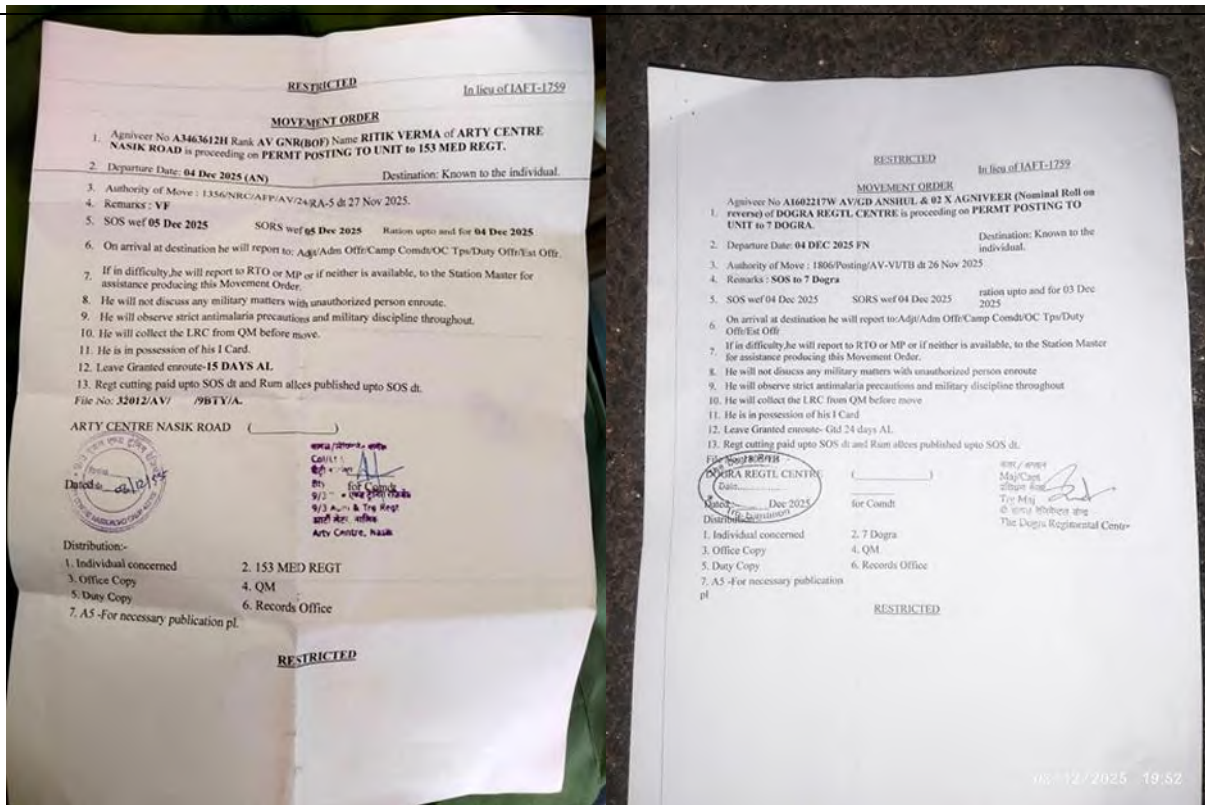 RESTRICTED
In lieu of IAFT-1759
MOVEMENT ORDER
1. Agniveer No A3463612H Rank AV GNR(BOF) Name RITIK VERMA of ARTY CENTRE
NASIK ROAD is proceeding on PERMT POSTING TO UNIT to 153 MED REGT.
2. Departure Date: 04 Dec 2025 (AN) Destination: Known to the individual.
3. Authority of Move : 1356/NRC/AFP/AV/24/RA-5 dt 27 Nov 2025.
4. Remarks : VF
5. SOS wef 05 Dec 2025 SORS wef 05 Dec 2025 Ration upto and for 04 Dec 2025
6. On arrival at destination he will report to: Adjt/Adm Offr/Camp Comdt/OC Tps/Duty Offr/Est Offr.
7. If in difficulty,he will report to RTO or MP or if neither is available, to the Station Master for
assistance producing this Movement Order.
8. He will not discuss any military matters with unauthorized person enroute.
9. He will observe strict antimalaria precautions and military discipline throughout.
10. He will collect the LRC from QM before move.
11. He is in possession of his I Card.
12. Leave Granted enroute-15 DAYS AL
13. Regt cutting paid upto SOS dt and Rum allces published upto SOS dt.
File No: 32012/AV/ /9BTY/A.
ARTY CENTRE NASIK ROAD (__________)
Dated
for Comdt
9/3
9/3 & Trg Regt
Arty Centre, Nasik
Distribution:-
1. Individual concerned 2. 153 MED REGT
3. Office Copy 4. QM
5. Duty Copy 6. Records Office
7. A5 -For necessary publication pl.
RESTRICTED
RESTRICTED
In lieu of IAFT-1759
MOVEMENT ORDER
1. Agniveer No A1602217W AV/GD ANSHUL & 02 X AGNIVEER (Nominal Roll on
reverse) of DOGRA REGTL CENTRE is proceeding on PERMT POSTING TO
UNIT to 7 DOGRA.
2. Departure Date: 04 DEC 2025 FN Destination: Known to the
individual.
3. Authority of Move : 1806/Posting/AV-VI/TB dt 26 Nov 2025
4. Remarks : SOS to 7 Dogra
5. SOS wef 04 Dec 2025 SORS wef 04 Dec 2025 ration upto and for 03 Dec
2025
6. On arrival at destination he will report to:Adjt/Adm Offr/Camp Comdt/OC Tps/Duty
Offr/Est Offr
7. If in difficulty,he will report to RTO or MP or if neither is available, to the Station Master
for assistance producing this Movement Order.
8. He will not discuss any military matters with unauthorized person enroute
9. He will observe strict antimalaria precautions and military discipline throughout
10. He will collect the LRC from QM before move
11. He is in possession of his I Card
12. Leave Granted enroute- Gtd 24 days AL
13. Regt cutting paid upto SOS dt and Rum allces published upto SOS dt.
File
DOGRA REGTL CENTRE (__________)
Date
Maj/Capt
Trg Maj
The Dogra Regimental Centre
Dated: Dec 2025 for Comdt
Distribution:
1. Individual concerned 2. 7 Dogra
3. Office Copy 4. QM
5. Duty Copy 6. Records Office
7. A5 -For necessary publication
pl
RESTRICTED
03/12/2025 19:52